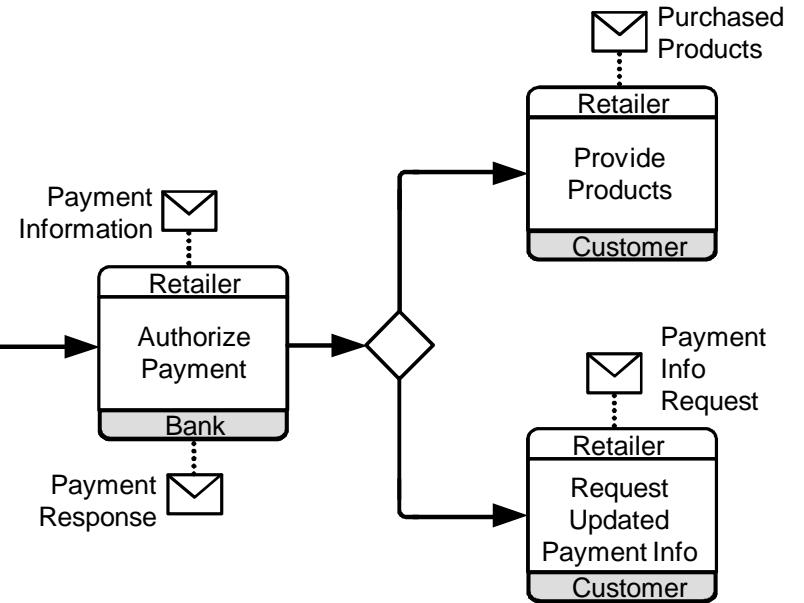 Payment
Information
Retailer
Authorize
Payment
Bank
Payment
Response
Purchased
Products
Retailer
Provide
Products
Customer
Payment
Info
Request
Retailer
Request
Updated
Payment Info
Customer